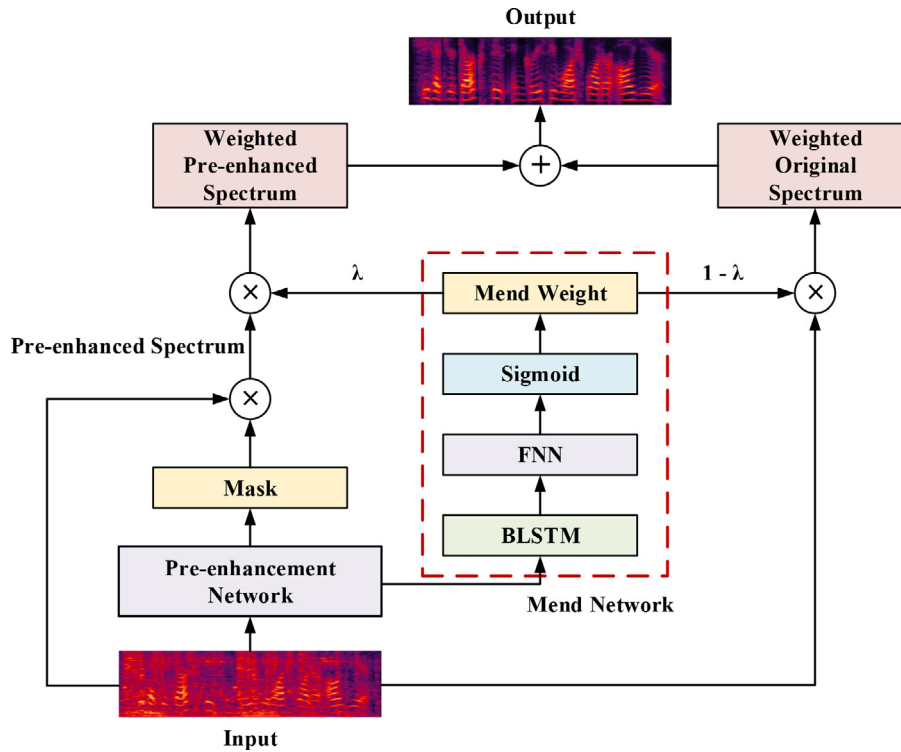 Output
Weighted
Pre-enhanced
Spectrum
+
Weighted
Original
Spectrum
×
λ
Mend Weight
1 - λ
×
Pre-enhanced Spectrum
Sigmoid
×
FNN
Mask
BLSTM
Pre-enhancement
Network
Mend Network
Input